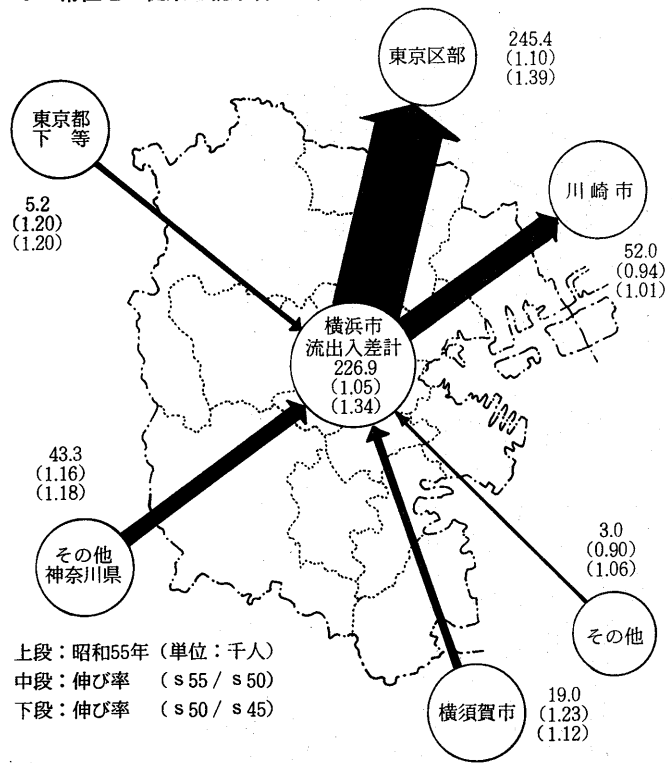 東京区部
245.4
(1.10)
(1.39)
東京都
下 等
5.2
(1.20)
(1.20)
川崎市
52.0
(0.94)
(1.01)
横浜市
流出入差計
226.9
(1.05)
(1.34)
43.3
(1.16)
(1.18)
その他
神奈川県
3.0
(0.90)
(1.06)
その他
横須賀市
19.0
(1.23)
(1.12)
上段：昭和55年（単位：千人）
中段：伸び率 （s55／s50）
下段：伸び率 （s50／s45）